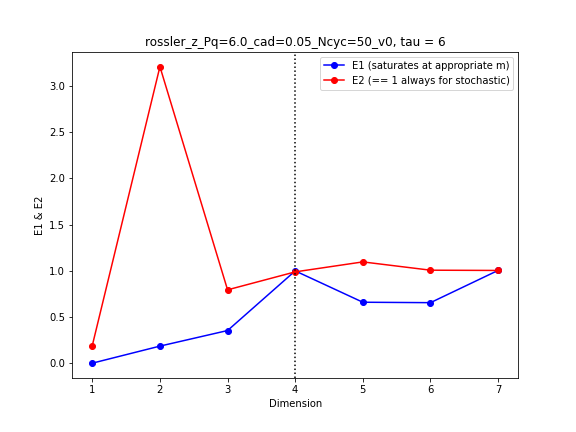 rossler_z_Pq=6.0_cad=0.05_Ncyc=50_v0, tau = 6
E1 (saturates at appropriate m)
E2 (== 1 always for stochastic)
E1 & E2
3.0
2.5
2.0
1.5
1.0
0.5
0.0
1 2 3 4 5 6 7
Dimension